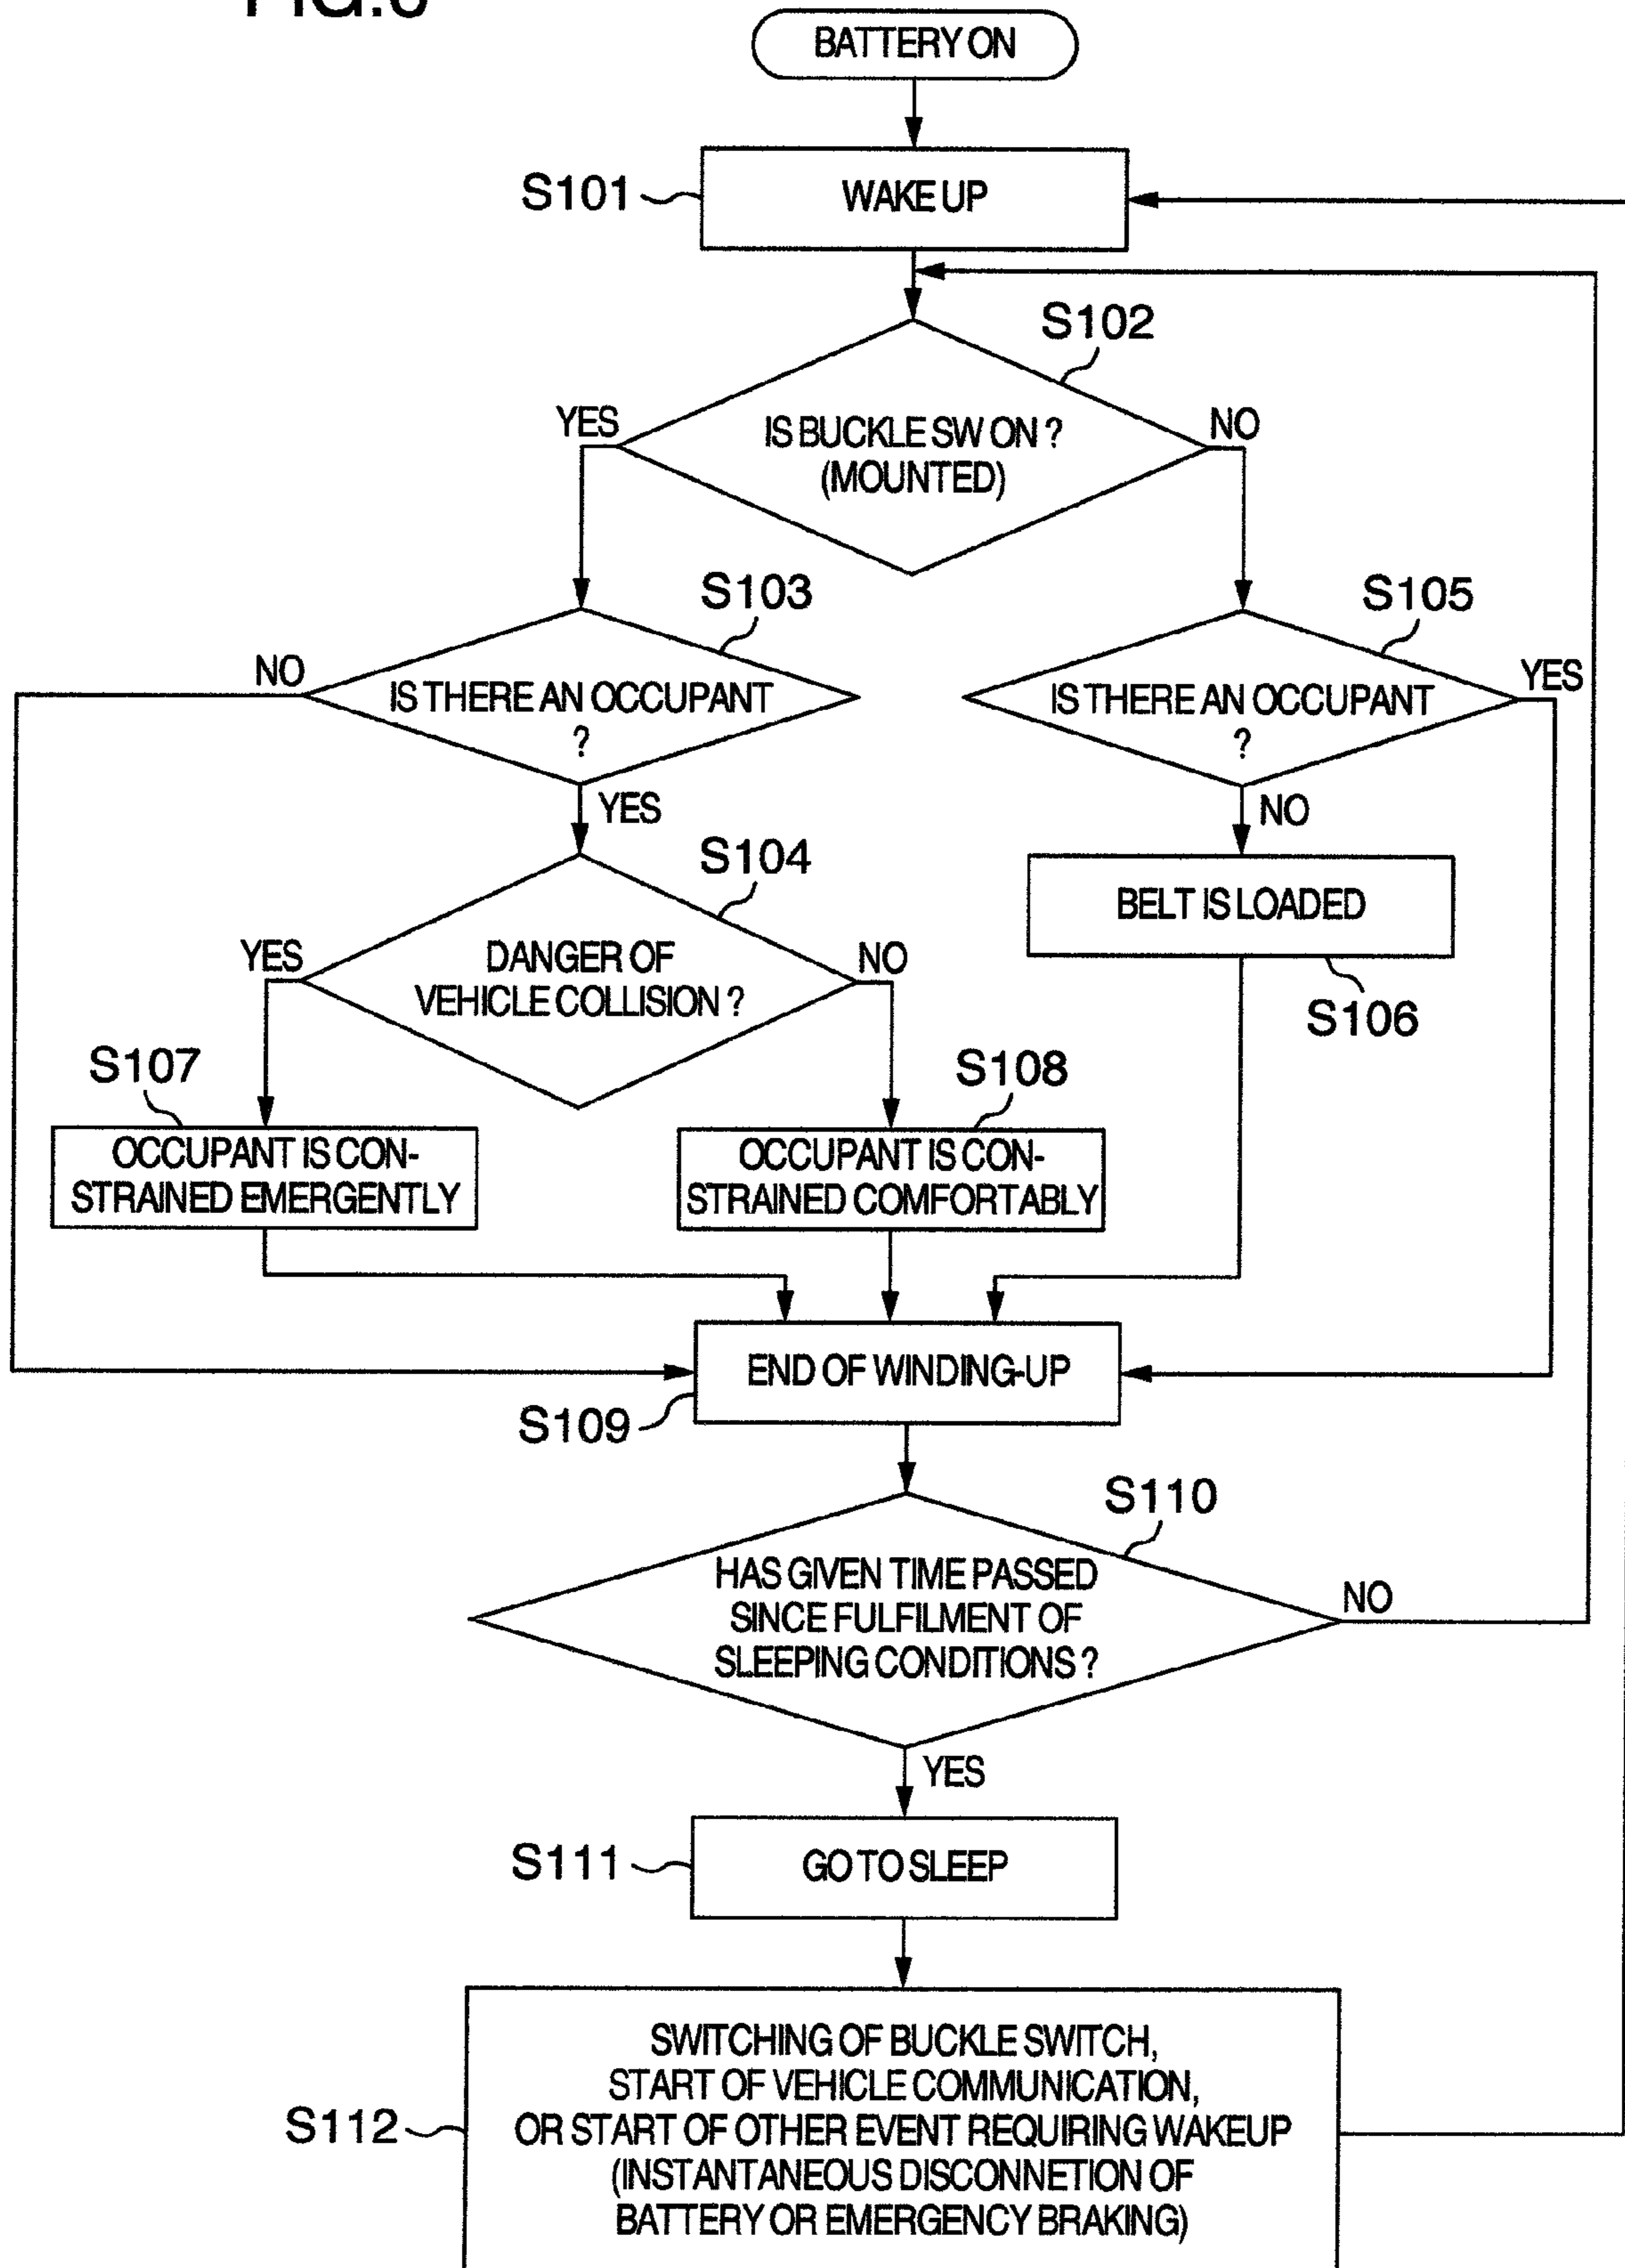 BATTERY ON
S101
WAKE UP
S102
YES
IS BUCKLE SW ON ?
(MOUNTED)
NO
S103
S105
NO
IS THERE AN OCCUPANT
?
YES
IS THERE AN OCCUPANT
?
YES
NO
S104
BELT IS LOADED
S106
YES
DANGER OF
VEHICLE COLLISION ?
NO
S107
S108
OCCUPANT IS CON-
STRAINED EMERGENTLY
OCCUPANT IS CON-
STRAINED COMFORTABLY
END OF WINDING-UP
S109
S110
HAS GIVEN TIME PASSED
SINCE FULFILMENT OF
SLEEPING CONDITIONS ?
NO
YES
S111
GO TO SLEEP
S112
SWITCHING OF BUCKLE SWITCH,
START OF VEHICLE COMMUNICATION,
OR START OF OTHER EVENT REQUIRING WAKEUP
(INSTANTANEOUS DISCONNETION OF
BATTERY OR EMERGENCY BRAKING)